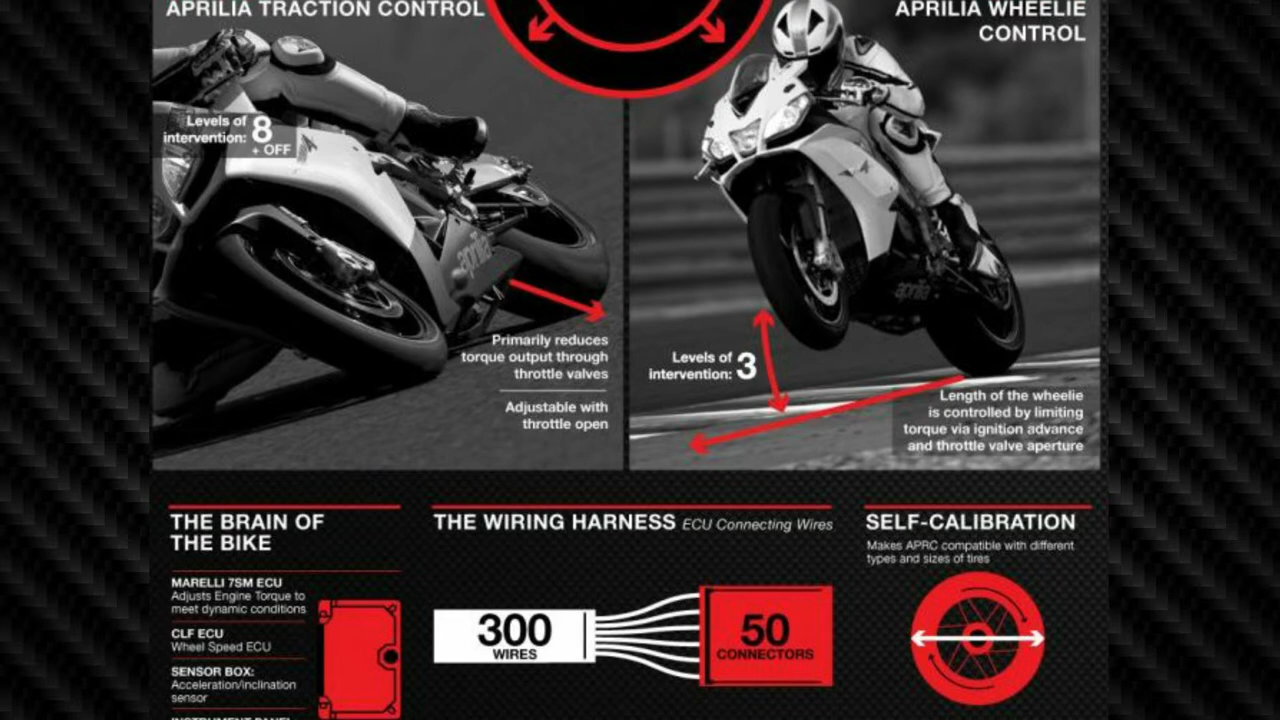 APRILIA TRACTION CONTROL
Levels of
intervention: 8
+ OFF
aprilia
Primarily reduces
torque output through
throttle valves
Adjustable with
throttle open
APRILIA WHEELIE
CONTROL
aprilia
Levels of
intervention: 3
Length of the wheelie
is controlled by limiting
torque via ignition advance
and throttle valve aperture
THE BRAIN OF
THE BIKE
MARELLI 7SM ECU
Adjusts Engine Torque to
meet dynamic conditions
CLF ECU
Wheel Speed ECU
SENSOR BOX:
Acceleration/inclination
sensor
INSTRUMENT PANEL
THE WIRING HARNESS ECU Connecting Wires
300
WIRES
50
CONNECTORS
SELF-CALIBRATION
Makes APRC compatible with different
types and sizes of tires